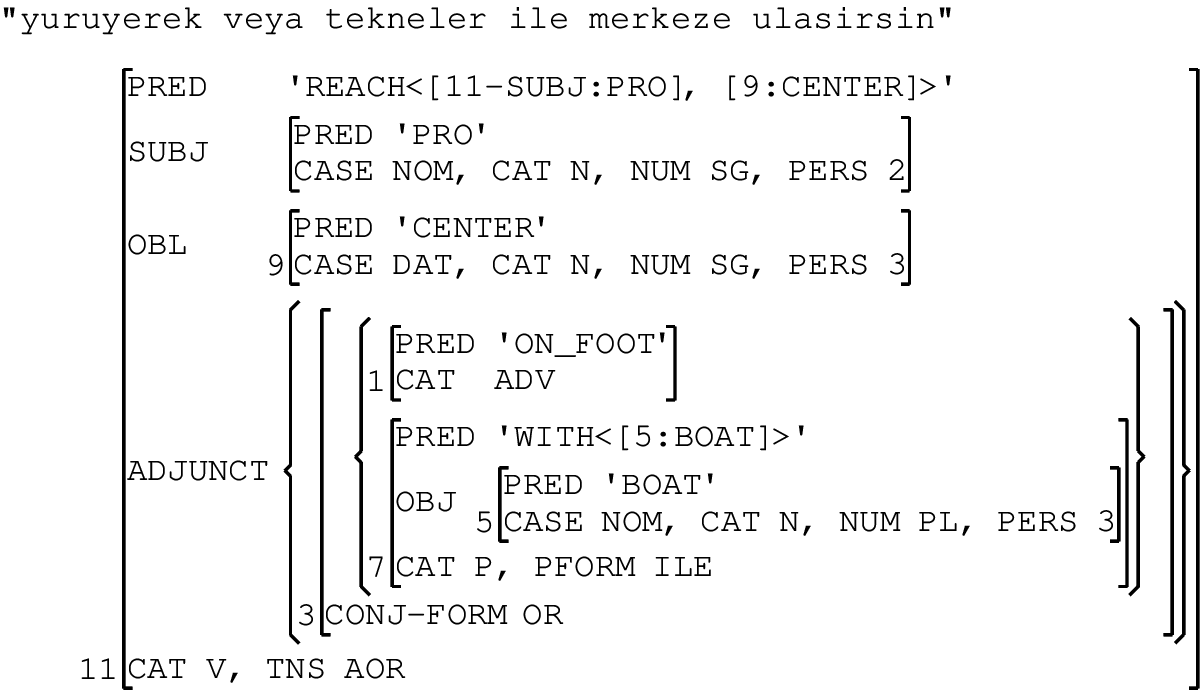 "yuruyerek veya tekneler ile merkeze ulasirsin"
PRED 'REACH<[11-SUBJ:PRO], [9:CENTER]>'
SUBJ
PRED 'PRO'
CASE NOM, CAT N, NUM SG, PERS 2
OBL
PRED 'CENTER'
9 CASE DAT, CAT N, NUM SG, PERS 3
ADJUNCT
PRED 'ON_FOOT'
1 CAT ADV
PRED 'WITH<[5:BOAT]>'
OBJ
PRED 'BOAT'
5 CASE NOM, CAT N, NUM PL, PERS 3
7 CAT P, PFORM ILE
3 CONJ-FORM OR
11 CAT V, TNS AOR